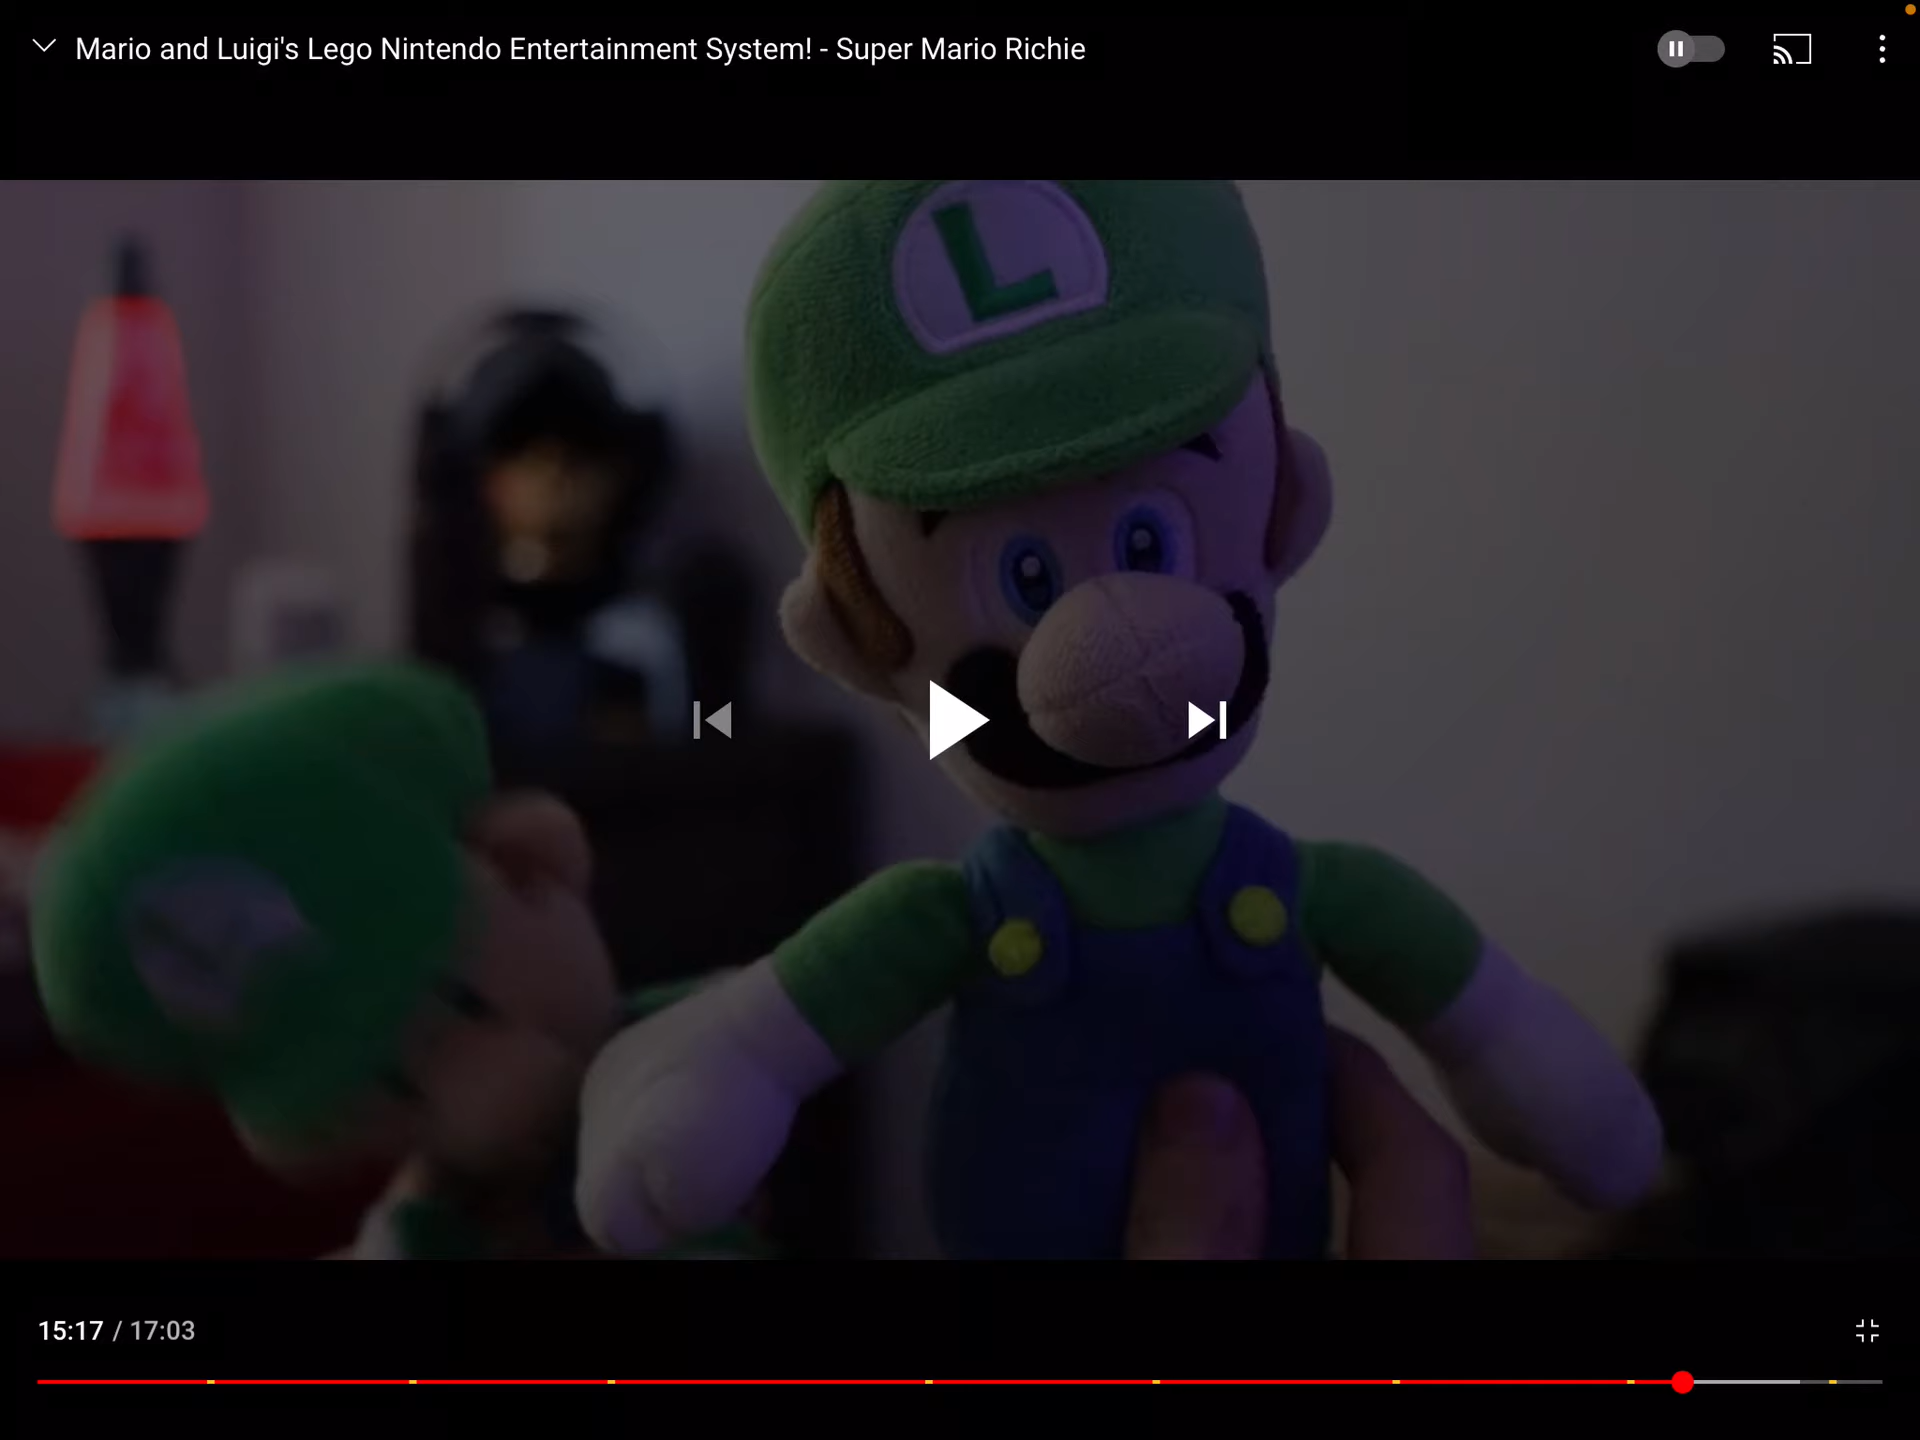 Mario and Luigi's Lego Nintendo Entertainment System! - Super Mario Richie
L
15:17 / 17:03